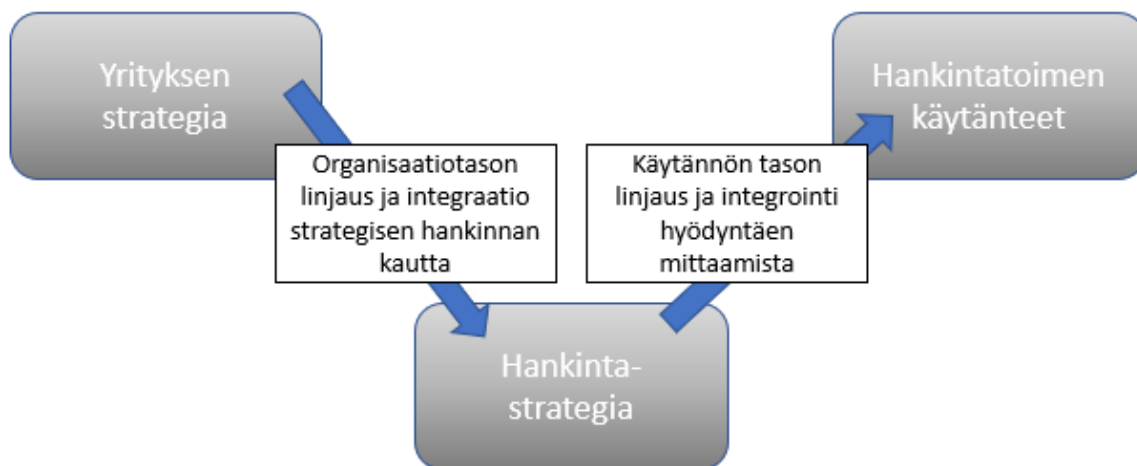 Yrityksen
strategia
Organisaatiotason
linjaus ja integraatio
strategisen hankinnan
kautta
Hankinta-
strategia
Käytännön tason
linjaus ja integrointi
hyödyntäen
mittaamista
Hankintatoimen
käytänteet